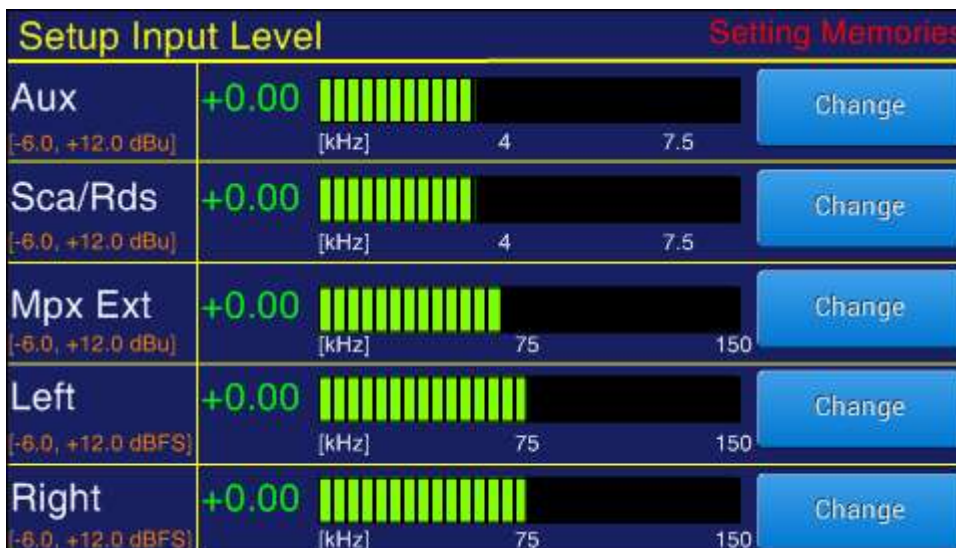 Setup Input Level Setting Memories
Aux +0.00 Change
[-6.0, +12.0 dBu] [kHz] 4 7.5
Sca/Rds +0.00 Change
[-6.0, +12.0 dBu] [kHz] 4 7.5
Mpx Ext +0.00 Change
[-6.0, +12.0 dBu] [kHz] 75 150
Left +0.00 Change
[-6.0, +12.0 dBFS] [kHz] 75 150
Right +0.00 Change
[-6.0, +12.0 dBFS] [kHz] 75 150